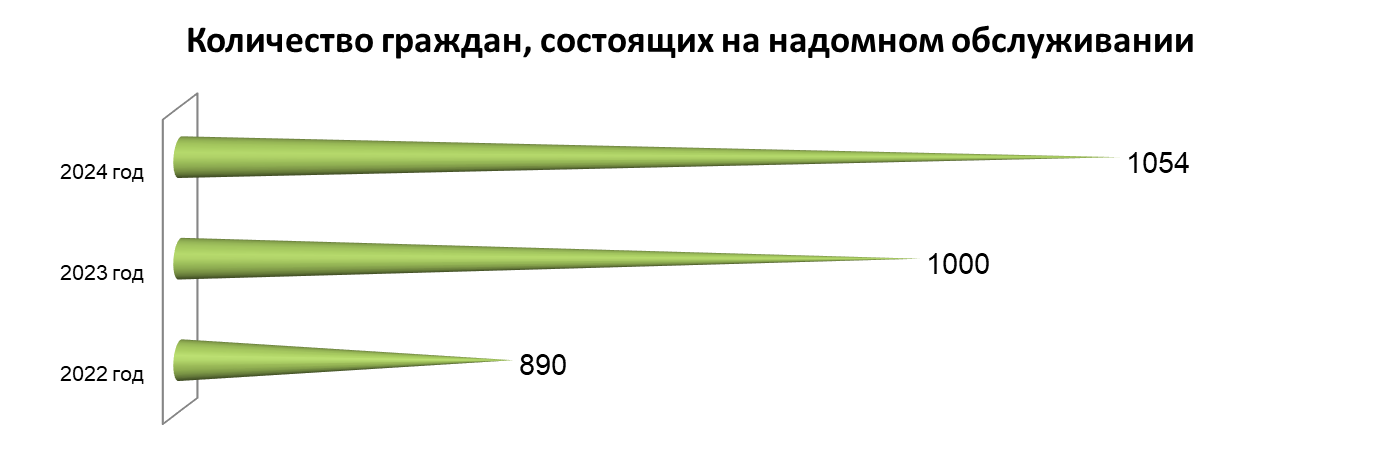 Количество граждан, состоящих на надомном обслуживании
2024 год
1054
2023 год
1000
2022 год
890